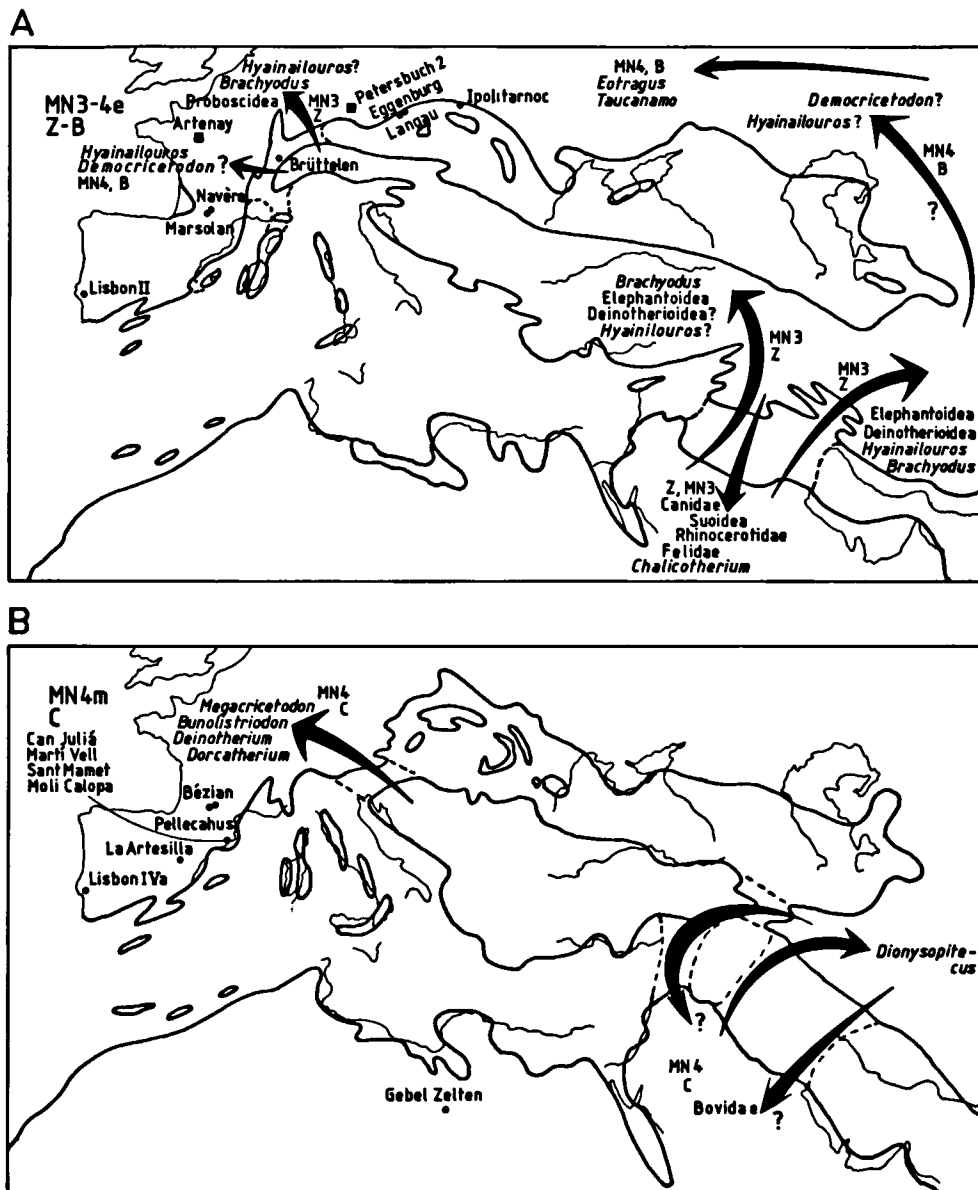 A
MN3-4e
Z-B
Hyainailouros?
Brachyodus
Proboscidea
MN3
Z
Artenay
Petersbuch 2
Eggenburg
Langau
Ipolitarnoc
Hyainailouros
Democricetodon ?
MN4, B
Brüttelen
Navère
Marsolan
Lisbon II
MN4, B
Eotragus
Taucanamo
Democricetodon?
Hyainailouros?
MN4
B
?
Brachyodus
Elephantoidea
Deinotherioidea?
Hyainilouros?
MN3
Z
MN3
Z
Elephantoidea
Deinotherioidea
Hyainailouros
Brachyodus
Z, MN3
Canidae
Suoidea
Rhinocerotidae
Felidae
Chalicotherium
B
MN4m
C
Can Juliá
Martí Vell
Sant Mamet
Molí Calopa
Megacricetodon
Bunolistriodon
Deinotherium
Dorcatherium
MN4
C
Bézian
Pellecahus
La Artesilla
Lisbon IVa
Gebel Zelten
Dionysopite-
cus
?
MN4
C
Bovidae
?